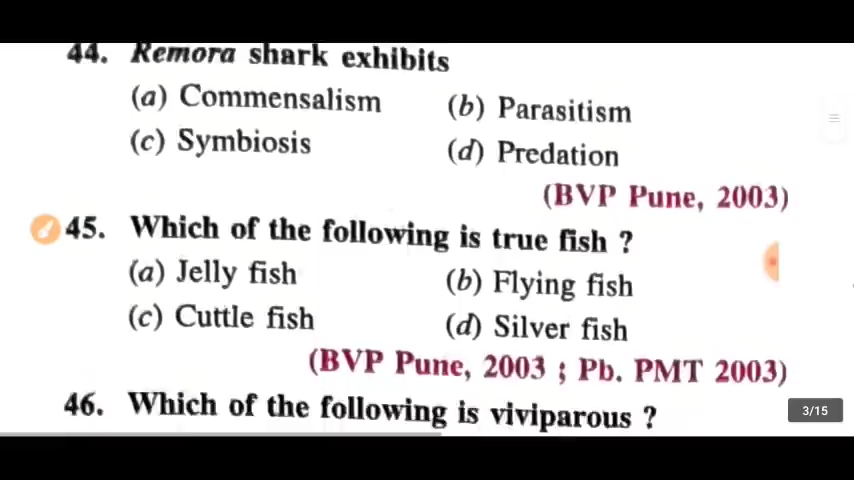 44. Remora shark exhibits
(a) Commensalism (b) Parasitism
(c) Symbiosis (d) Predation
(BVP Pune, 2003)
45. Which of the following is true fish ?
(a) Jelly fish (b) Flying fish
(c) Cuttle fish (d) Silver fish
(BVP Pune, 2003 ; Pb. PMT 2003)
46. Which of the following is viviparous ?
3/15